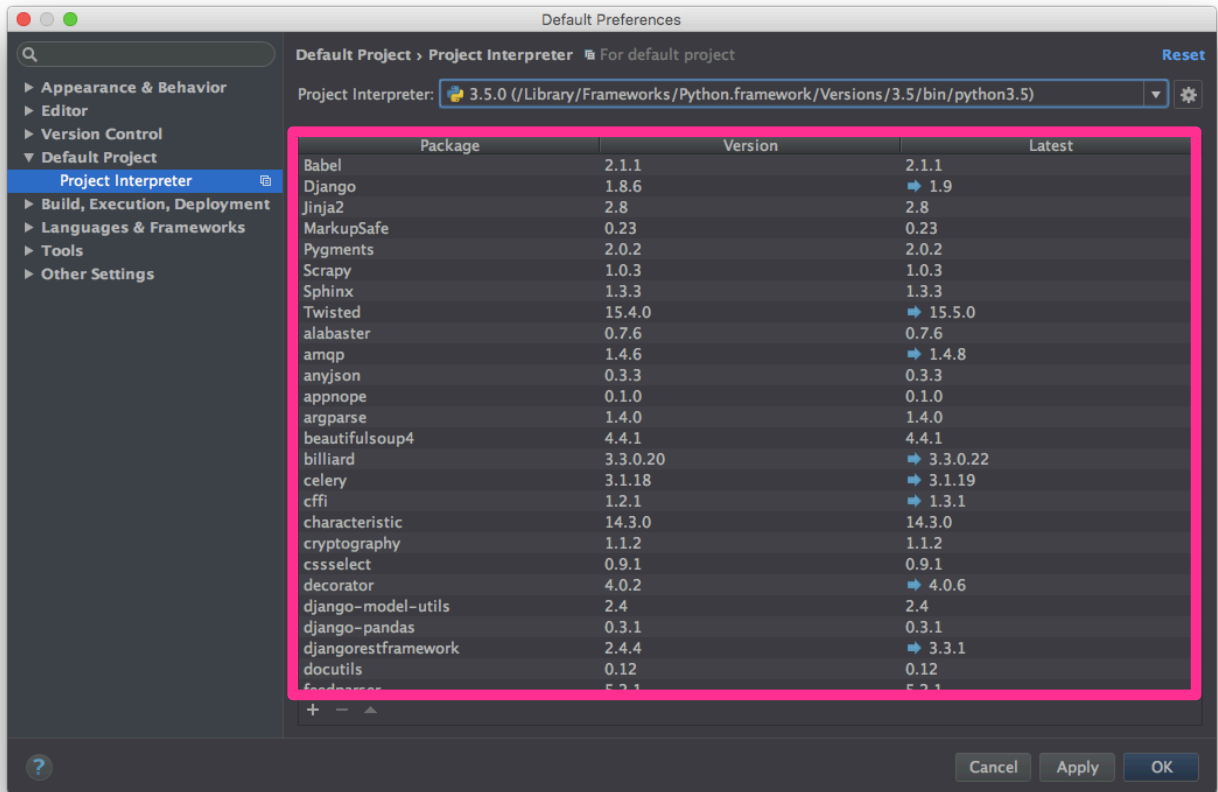 Default Preferences
Default Project › Project Interpreter For default project Reset
Appearance & Behavior
Editor
Version Control
Default Project
Project Interpreter
Build, Execution, Deployment
Languages & Frameworks
Tools
Other Settings
Project Interpreter: 3.5.0 (/Library/Frameworks/Python.framework/Versions/3.5/bin/python3.5)
Package Version Latest
Babel 2.1.1 2.1.1
Django 1.8.6 1.9
Jinja2 2.8 2.8
MarkupSafe 0.23 0.23
Pygments 2.0.2 2.0.2
Scrapy 1.0.3 1.0.3
Sphinx 1.3.3 1.3.3
Twisted 15.4.0 15.5.0
alabaster 0.7.6 0.7.6
amqp 1.4.6 1.4.8
anyjson 0.3.3 0.3.3
appnope 0.1.0 0.1.0
argparse 1.4.0 1.4.0
beautifulsoup4 4.4.1 4.4.1
billiard 3.3.0.20 3.3.0.22
celery 3.1.18 3.1.19
cffi 1.2.1 1.3.1
characteristic 14.3.0 14.3.0
cryptography 1.1.2 1.1.2
cssselect 0.9.1 0.9.1
decorator 4.0.2 4.0.6
django-model-utils 2.4 2.4
django-pandas 0.3.1 0.3.1
djangorestframework 2.4.4 3.3.1
docutils 0.12 0.12
feedparser 5.2.1 5.2.1
? Cancel Apply OK